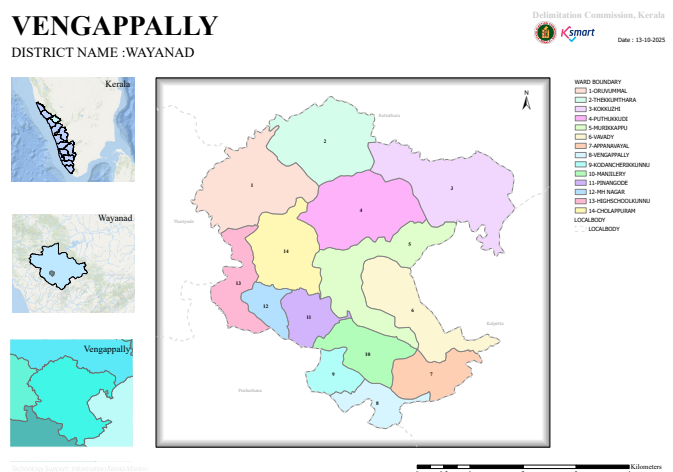 VENGAPPALLY
DISTRICT NAME :WAYANAD
Delimitation Commission, Kerala
Ksmart
Date : 13-10-2025
Kerala
Wayanad
Vengappally
N
1
2
3
4
5
6
7
8
9
10
11
12
13
14
Kalpetta
WARD BOUNDARY
1-ORUVUMMAL
2-THEKKUMTHARA
3-KOKKUZHI
4-PUTHUKKUDI
5-MURIKKAPPU
6-VAVADY
7-APPANAVAYAL
8-VENGAPPALLY
9-KODANCHERIKKUNNU
10-MANJILERY
11-PINANGODE
12-MH NAGAR
13-HIGHSCHOOLKUNNU
14-CHOLAPPURAM
LOCALBODY
LOCALBODY
Kilometers